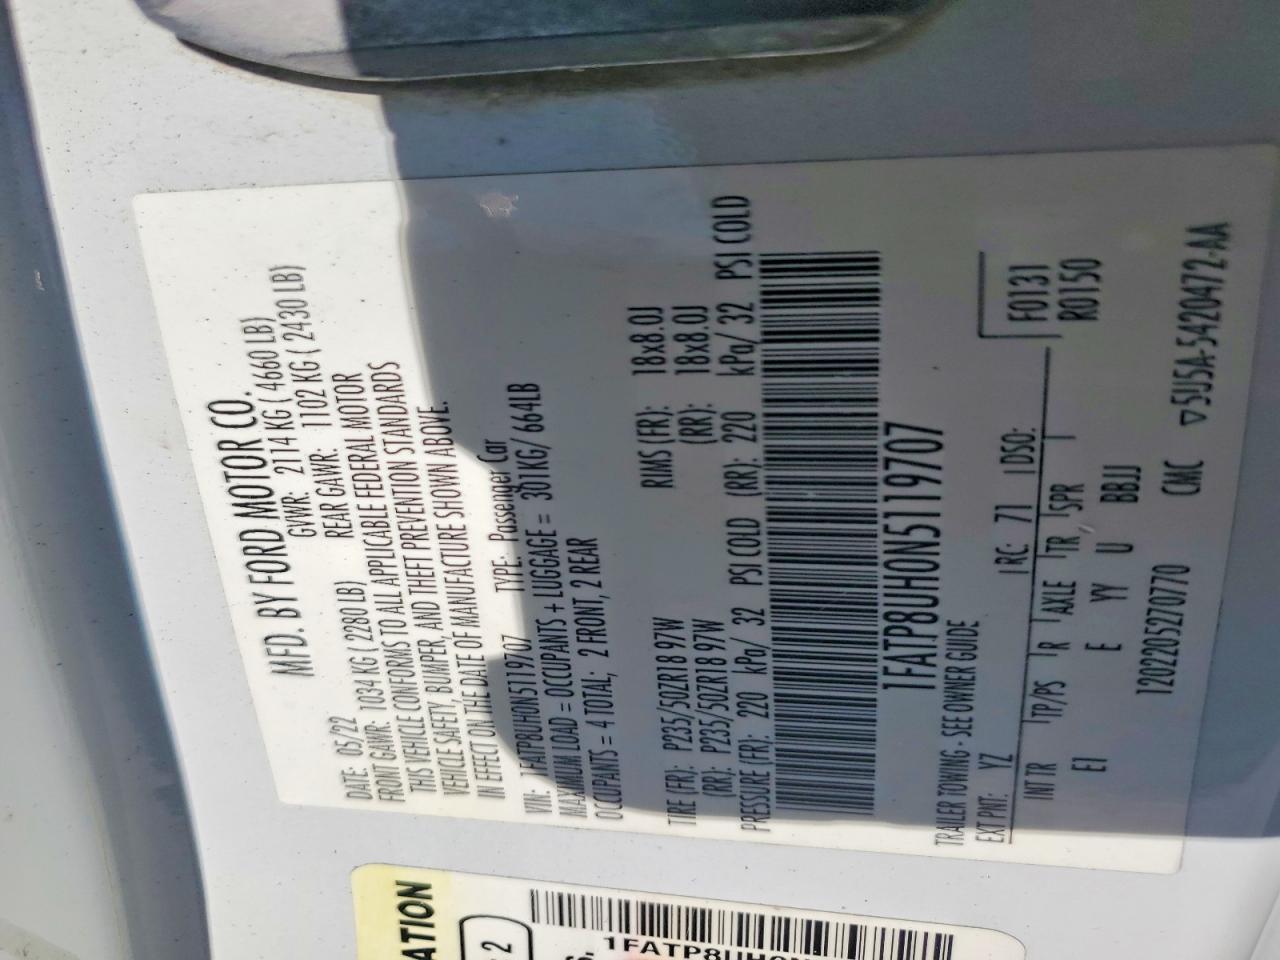 MFD. BY FORD MOTOR CO.
DATE: 05/22 GVWR: 2114 KG ( 4660 LB)
FRONT GAWR: 1034 KG ( 2280 LB) REAR GAWR: 1102 KG ( 2430 LB)
THIS VEHICLE CONFORMS TO ALL APPLICABLE FEDERAL MOTOR
VEHICLE SAFETY, BUMPER, AND THEFT PREVENTION STANDARDS
IN EFFECT ON THE DATE OF MANUFACTURE SHOWN ABOVE.
VIN: 1FATP8UH0N5119707 TYPE: Passenger Car
MAXIMUM LOAD = OCCUPANTS + LUGGAGE = 301KG/ 664LB
OCCUPANTS = 4 TOTAL; 2 FRONT, 2 REAR
TIRE (FR): P235/50ZR18 97W RIMS (FR): 18x8.0J
(RR): P235/50ZR18 97W (RR): 18x8.0J
PRESSURE (FR): 220 kPa/ 32 PSI COLD (RR): 220 kPa/ 32 PSI COLD
1FATP8UH0N5119707
TRAILER TOWING - SEE OWNER GUIDE
EXT PNT: YZ RC: 71 DSO:
INT TR TP/PS R AXLE TR SPR F0131
EJ E YY U BBJJ R0150
1202205270770 CMC ▽5U5A-5420472-AA
ATION
2
1FATP8UH0N